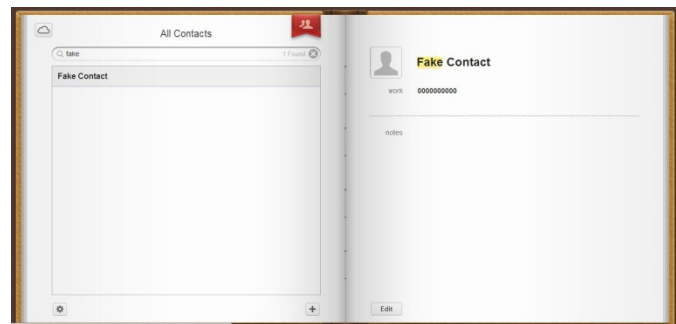 All Contacts
fake
1 Found
Fake Contact
Fake Contact
work 0000000000
notes
Edit